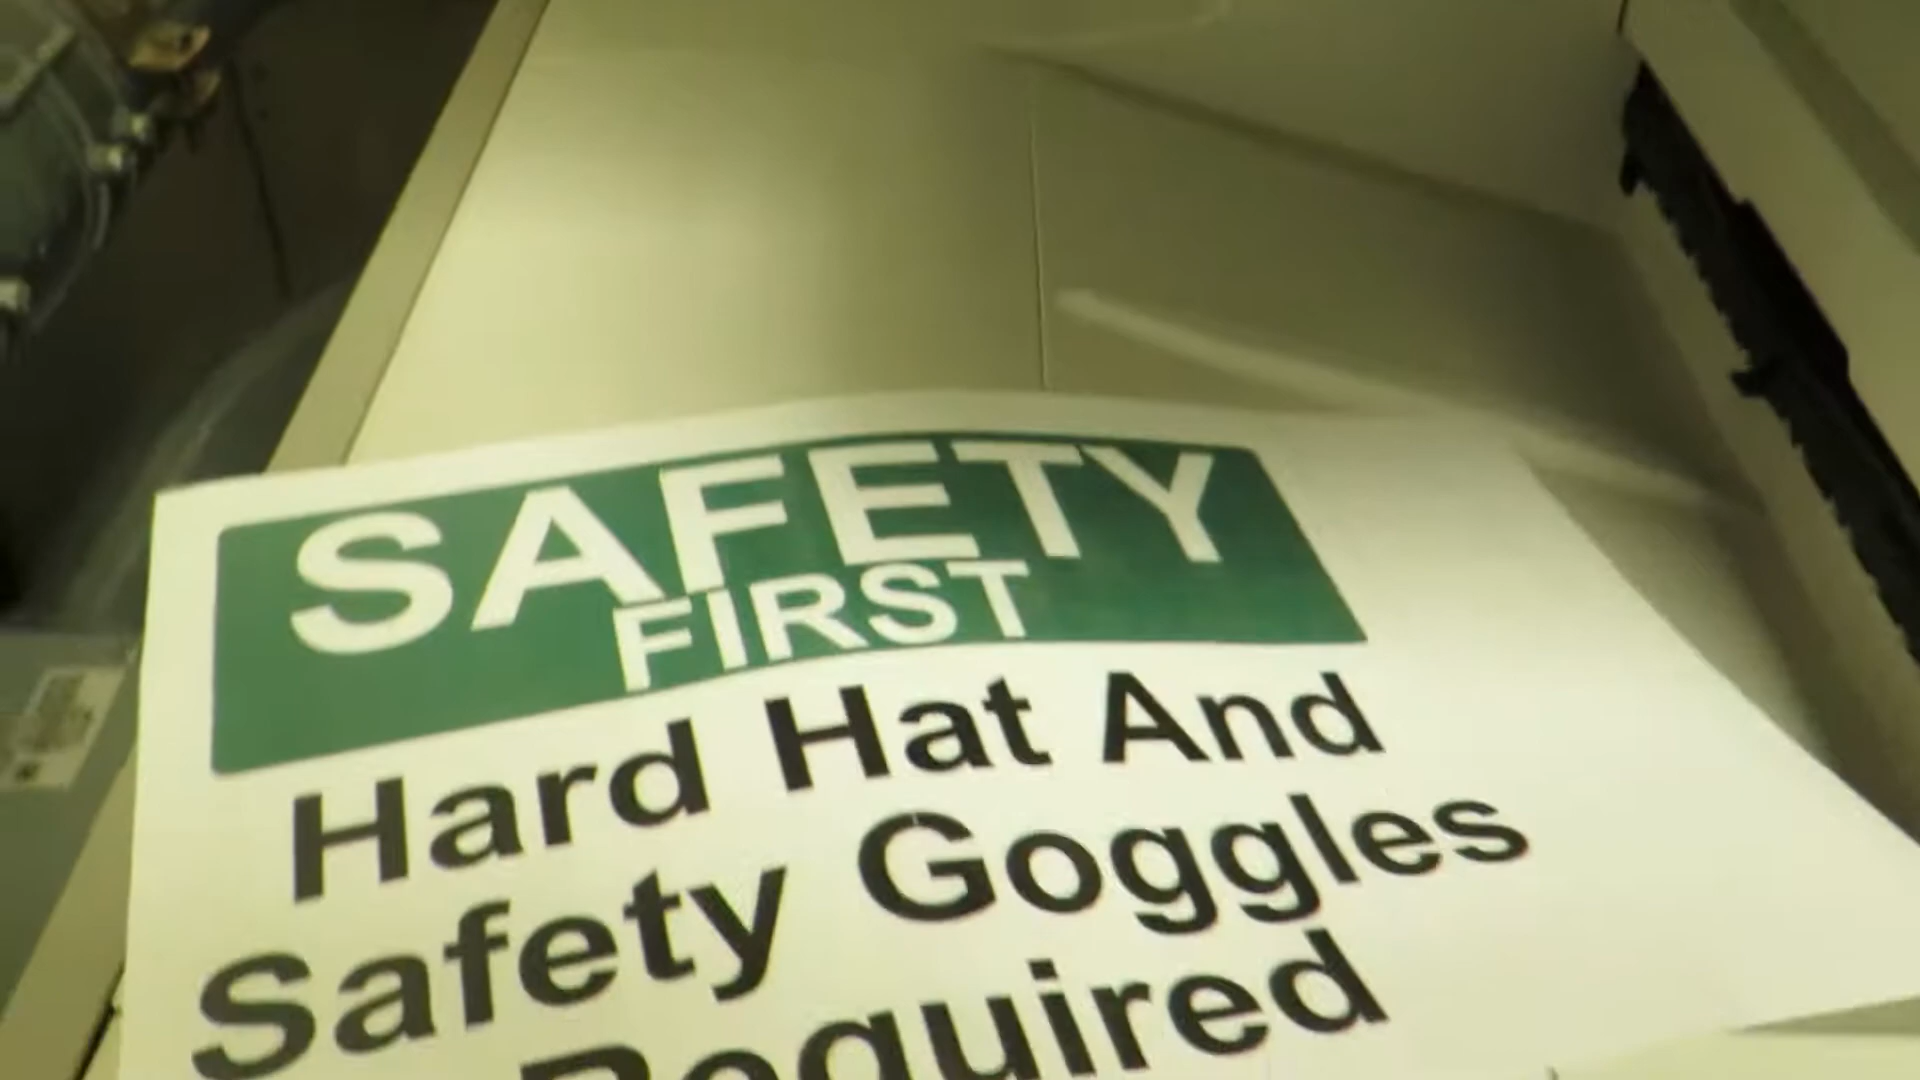 SAFETY
FIRST
Hard Hat And
Safety Goggles
Required